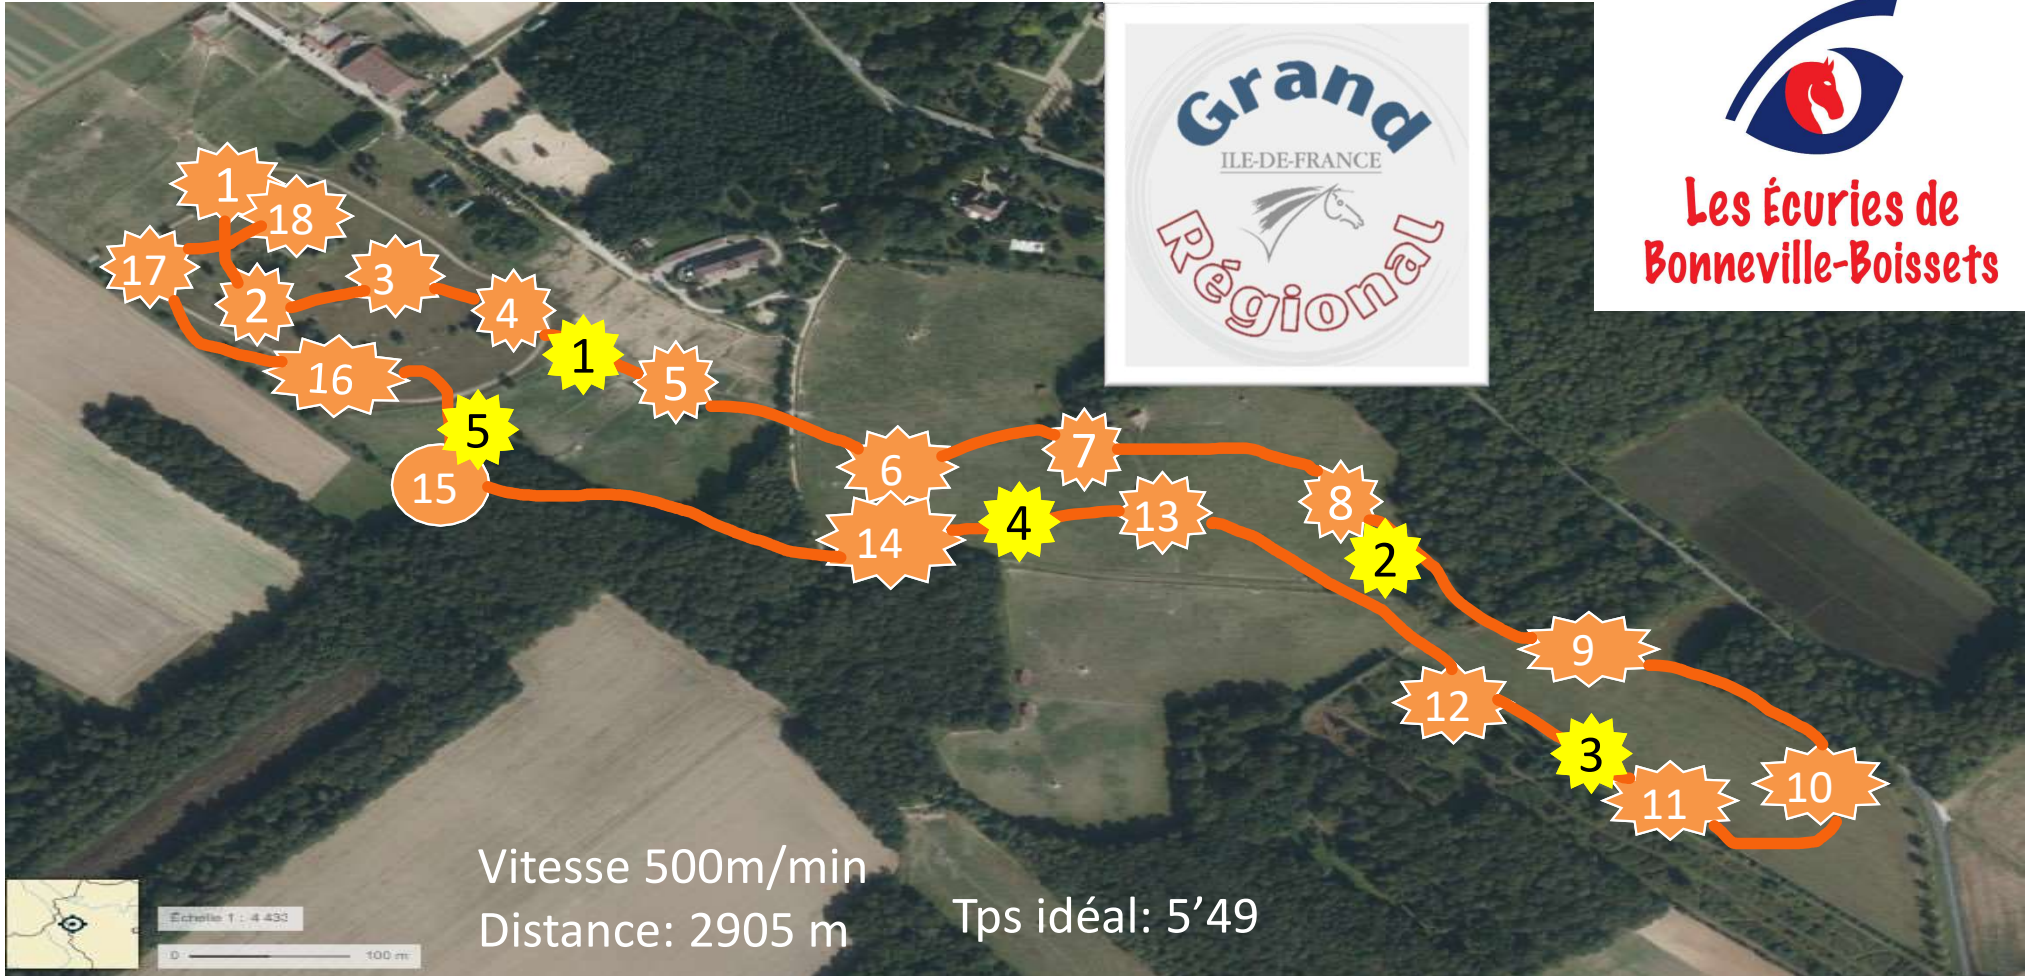 Grand
ILE-DE-FRANCE
Régional
Les Écuries de
Bonneville-Boissets
1
18
17
2
3
4
1
5
16
5
15
6
7
8
14
4
13
2
9
12
3
11
10
Vitesse 500m/min
Distance: 2905 m
Tps idéal: 5’49
Échelle 1 : 4 433
0
100 m